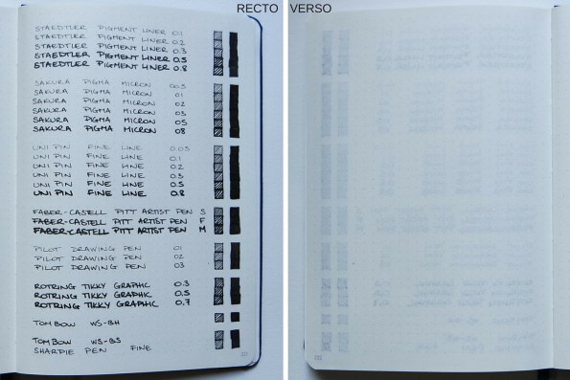 RECTO VERSO
STAEDTLER PIGMENT LINER 0.1
STAEDTLER PIGMENT LINER 0.2
STAEDTLER PIGMENT LINER 0.3
STAEDTLER PIGMENT LINER 0.5
STAEDTLER PIGMENT LINER 0.8
SAKURA PIGMA MICRON 00.5
SAKURA PIGMA MICRON 01
SAKURA PIGMA MICRON 02
SAKURA PIGMA MICRON 03
SAKURA PIGMA MICRON 05
SAKURA PIGMA MICRON 08
UNI PIN FINE LINE 0.05
UNI PIN FINE LINE 0.1
UNI PIN FINE LINE 0.2
UNI PIN FINE LINE 0.3
UNI PIN FINE LINE 0.5
UNI PIN FINE LINE 0.8
FABER-CASTELL PITT ARTIST PEN S
FABER-CASTELL PITT ARTIST PEN F
FABER-CASTELL PITT ARTIST PEN M
PILOT DRAWING PEN 01
PILOT DRAWING PEN 02
PILOT DRAWING PEN 03
ROTRING TIKKY GRAPHIC 0.3
ROTRING TIKKY GRAPHIC 0.5
ROTRING TIKKY GRAPHIC 0.7
TOMBOW WS-BH
TOMBOW WS-BS
SHARPIE PEN FINE